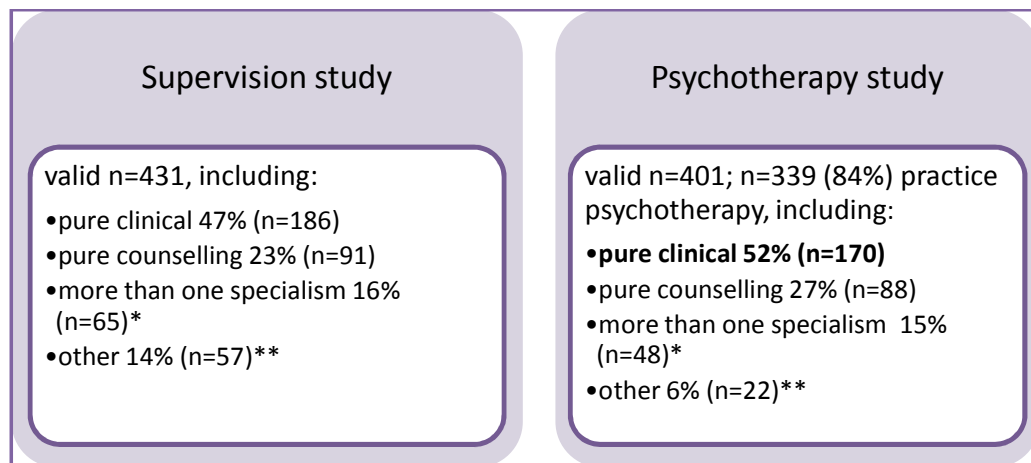 Supervision study
valid n=431, including:
•pure clinical 47% (n=186)
•pure counselling 23% (n=91)
•more than one specialism 16%
(n=65)*
•other 14% (n=57)**
Psychotherapy study
valid n=401; n=339 (84%) practice
psychotherapy, including:
•pure clinical 52% (n=170)
•pure counselling 27% (n=88)
•more than one specialism 15%
(n=48)*
•other 6% (n=22)**